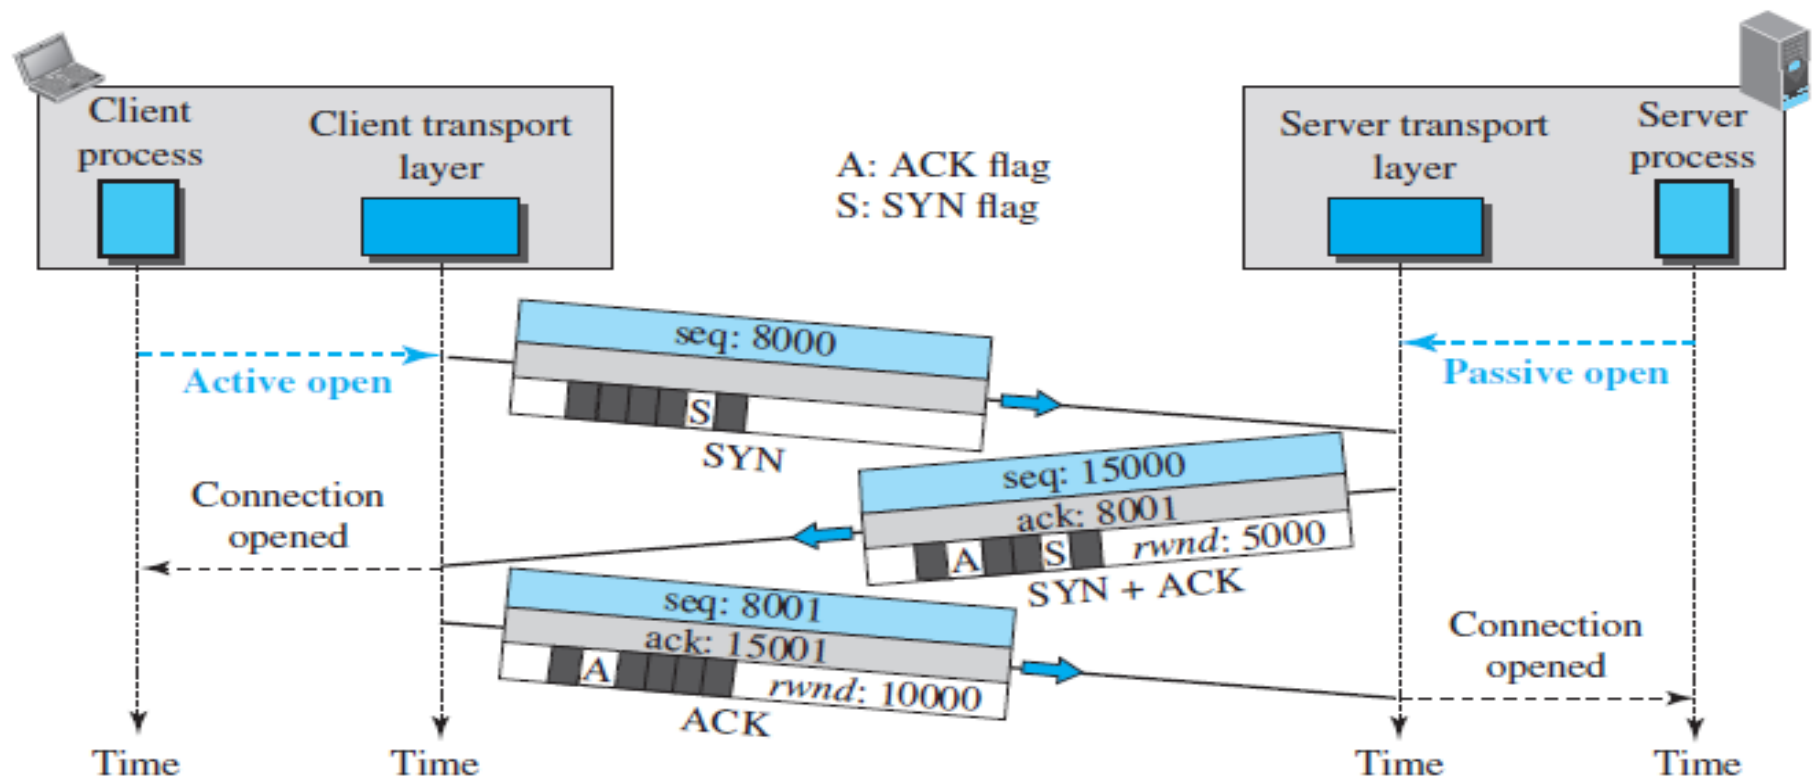 Client
process
Client transport
layer
A: ACK flag
S: SYN flag
Server transport
layer
Server
process
Active open
seq: 8000
S
SYN
Passive open
seq: 15000
ack: 8001
A S rwnd: 5000
SYN + ACK
Connection
opened
seq: 8001
ack: 15001
A rwnd: 10000
ACK
Connection
opened
Time
Time
Time
Time